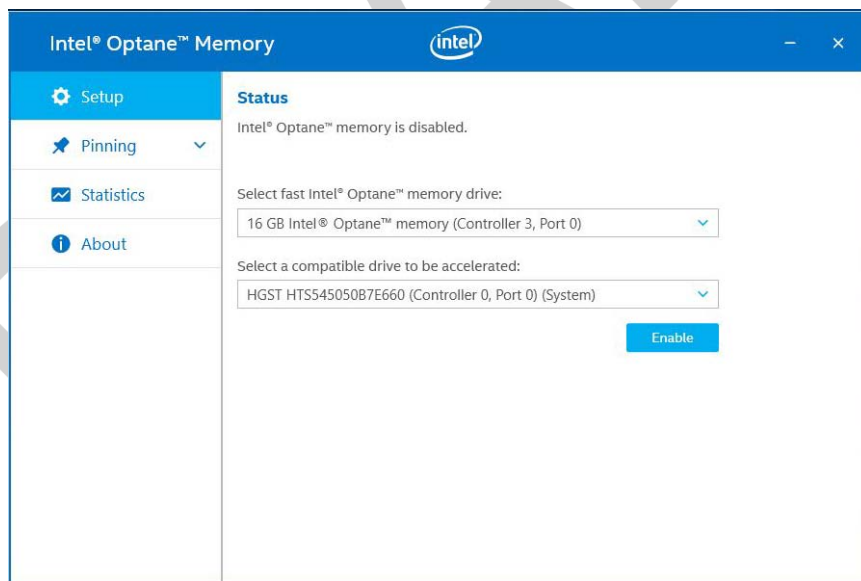 Intel® Optane™ Memory
intel
Setup
Pinning
Statistics
About
Status
Intel® Optane™ memory is disabled.
Select fast Intel® Optane™ memory drive:
16 GB Intel® Optane™ memory (Controller 3, Port 0)
Select a compatible drive to be accelerated:
HGST HTS545050B7E660 (Controller 0, Port 0) (System)
Enable